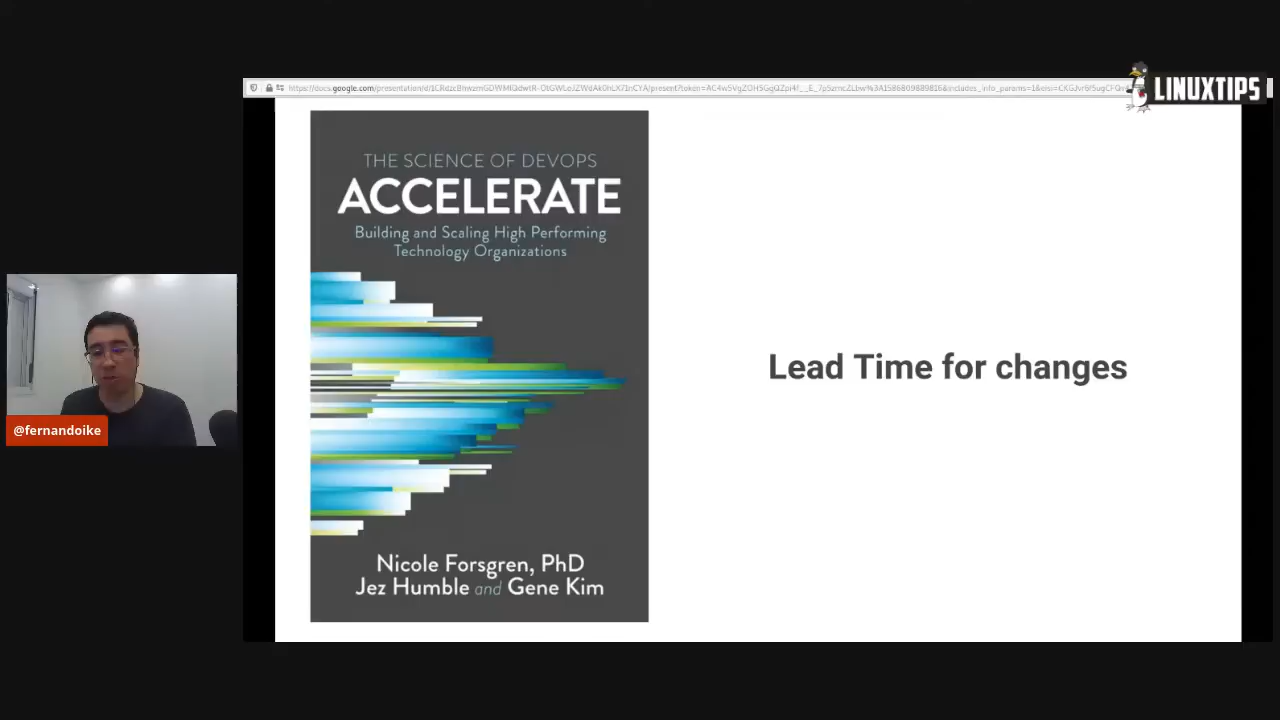 LINUXTIPS
THE SCIENCE OF DEVOPS
ACCELERATE
Building and Scaling High Performing
Technology Organizations
Lead Time for changes
@fernandoike
Nicole Forsgren, PhD
Jez Humble and Gene Kim